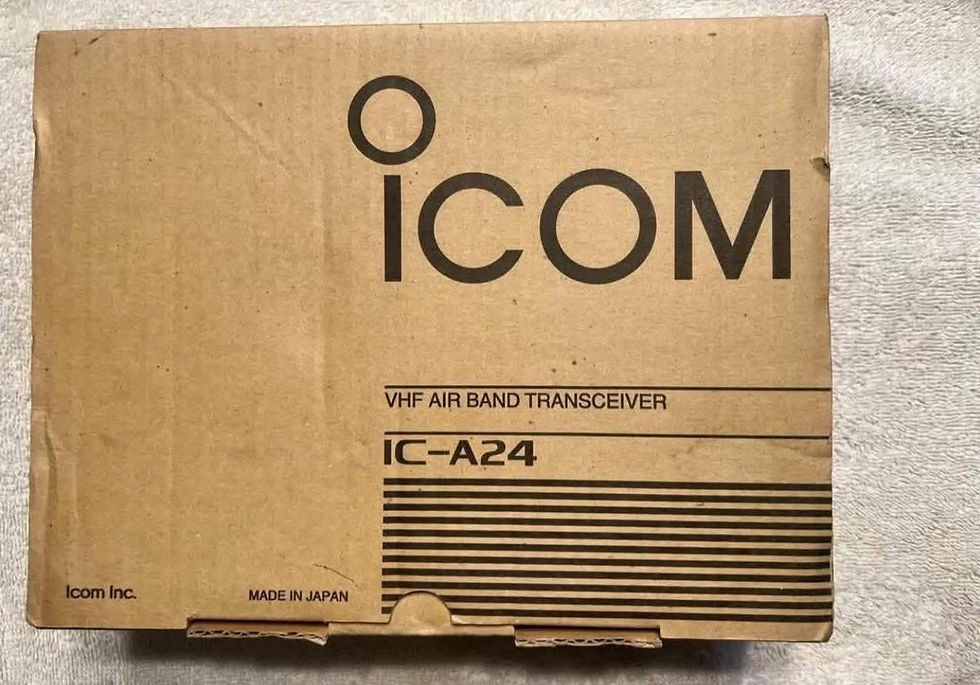 ICOM
VHF AIR BAND TRANSCEIVER
IC-A24
Icom Inc.
MADE IN JAPAN